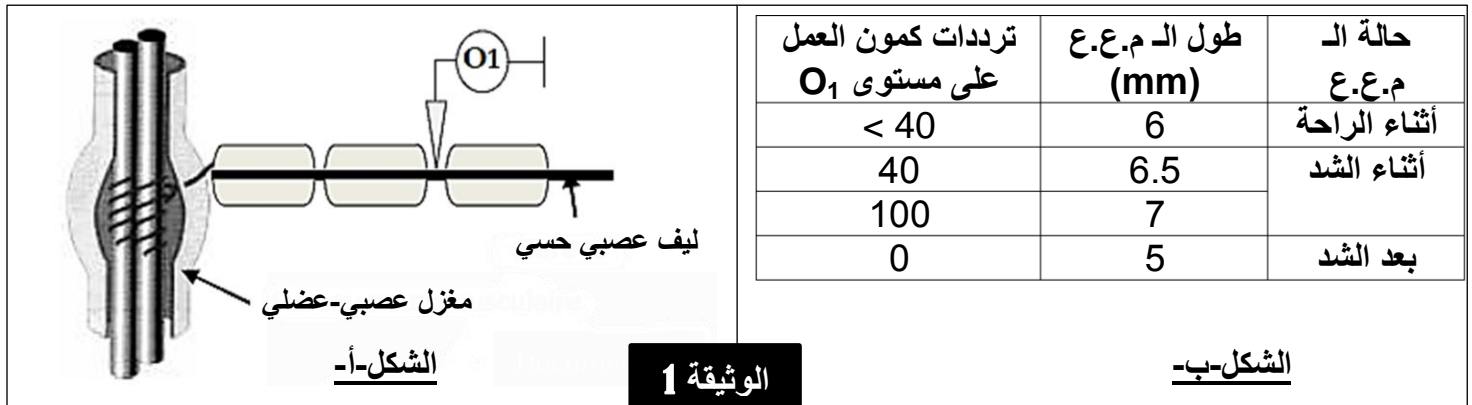 O1
ليف عصبي حسي
مغزل عصبي-عضلي
الشكل-أ-
حالة الـ م.ع.ع | طول الـ م.ع.ع (mm) | ترددات كمون العمل على مستوى O₁
أثناء الراحة | 6 | < 40
أثناء الشد | 6.5 | 40
7 | 100
بعد الشد | 5 | 0
الشكل-ب-
الوثيقة 1